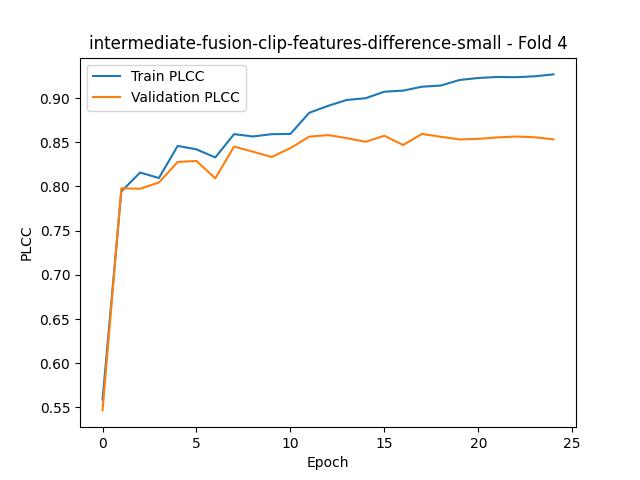 intermediate-fusion-clip-features-difference-small - Fold 4
Train PLCC
Validation PLCC
0.90
0.85
0.80
0.75
0.70
0.65
0.60
0.55
PLCC
0 5 10 15 20 25
Epoch